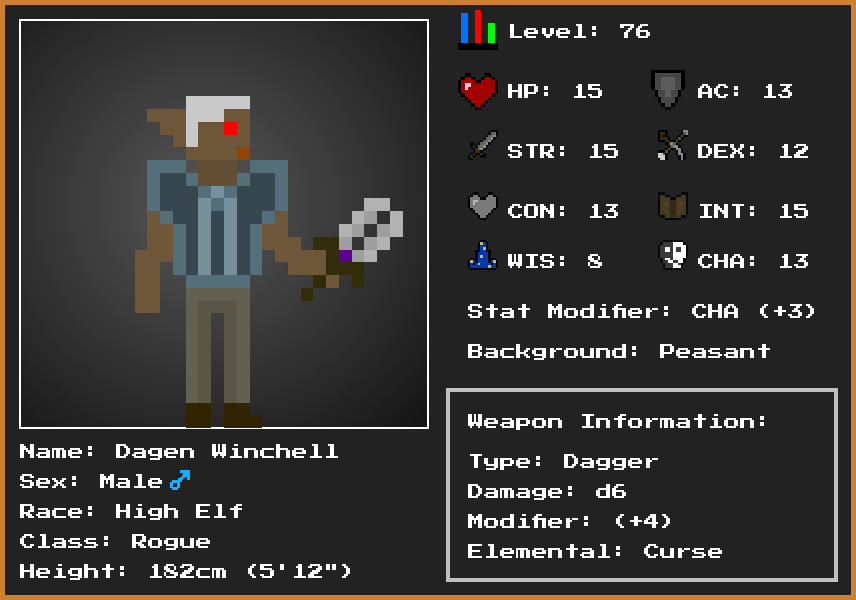 Level: 76
HP: 15
AC: 13
STR: 15
DEX: 12
CON: 13
INT: 15
WIS: 8
CHA: 13
Stat Modifier: CHA (+3)
Background: Peasant
Weapon Information:
Type: Dagger
Damage: d6
Modifier: (+4)
Elemental: Curse
Name: Dagen Winchell
Sex: Male♂
Race: High Elf
Class: Rogue
Height: 182cm (5'12")